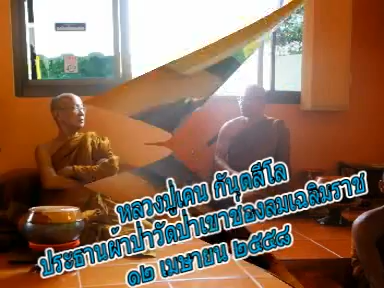 หลวงปู่เคน กันตสีโล
ประธานผ้าป่าวัดป่าเขาช่องลมเฉลิมราช
๑๒ เมษายน ๒๕๕๘